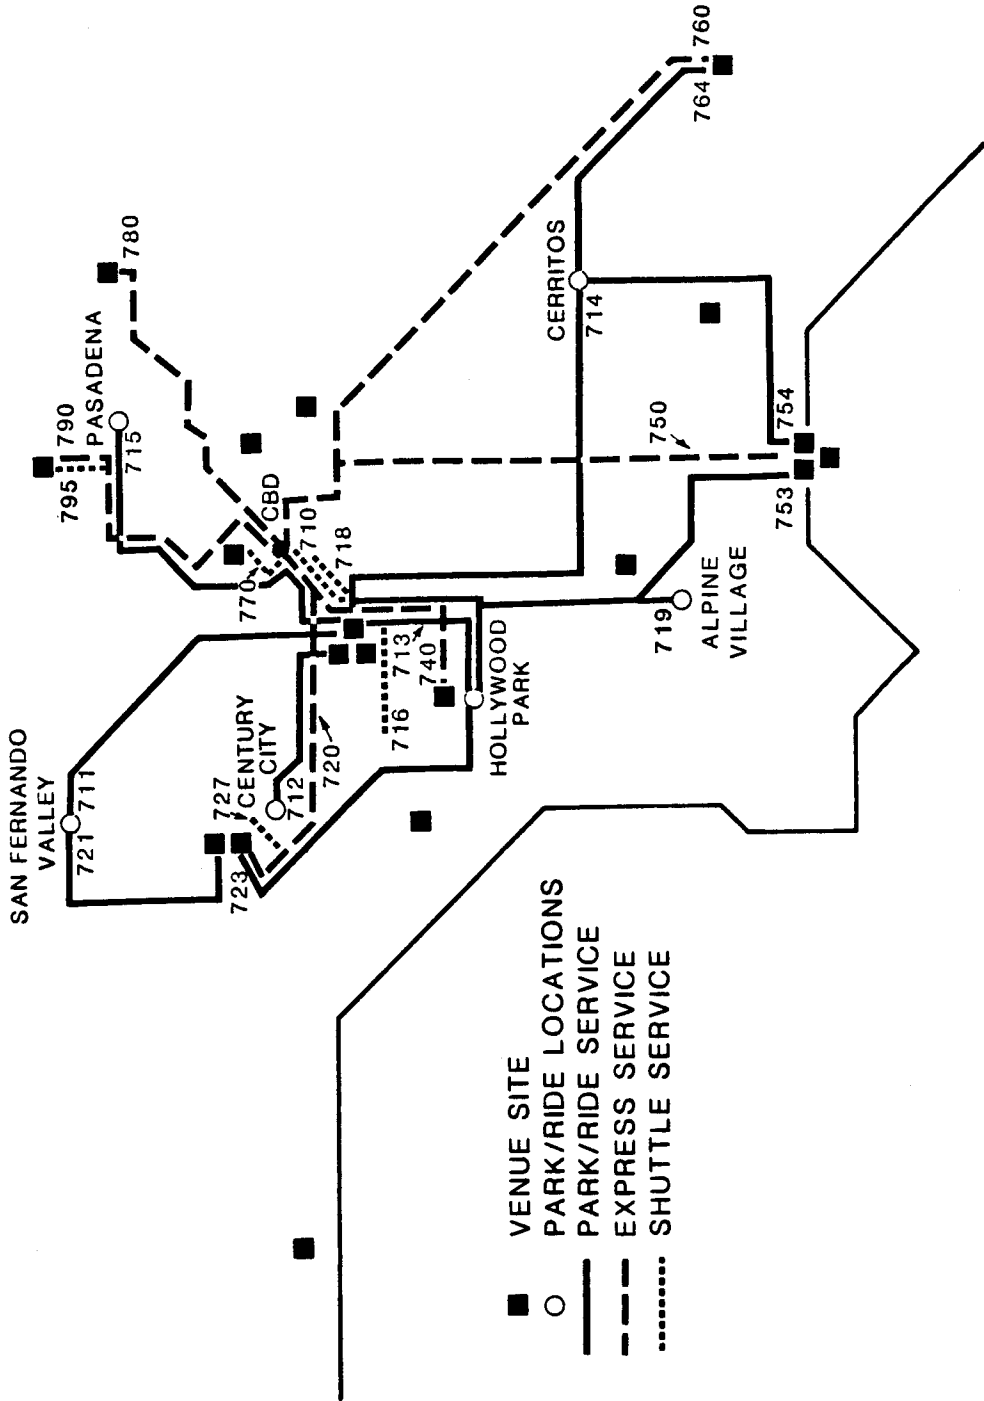 SAN FERNANDO
VALLEY
721
711
795
790
PASADENA
715
780
727
CENTURY
CITY
723
712
720
770
CBD
710
718
713
740
716
HOLLYWOOD
PARK
CERRITOS
714
760
764
750
754
753
719
ALPINE
VILLAGE
VENUE SITE
PARK/RIDE LOCATIONS
PARK/RIDE SERVICE
EXPRESS SERVICE
SHUTTLE SERVICE